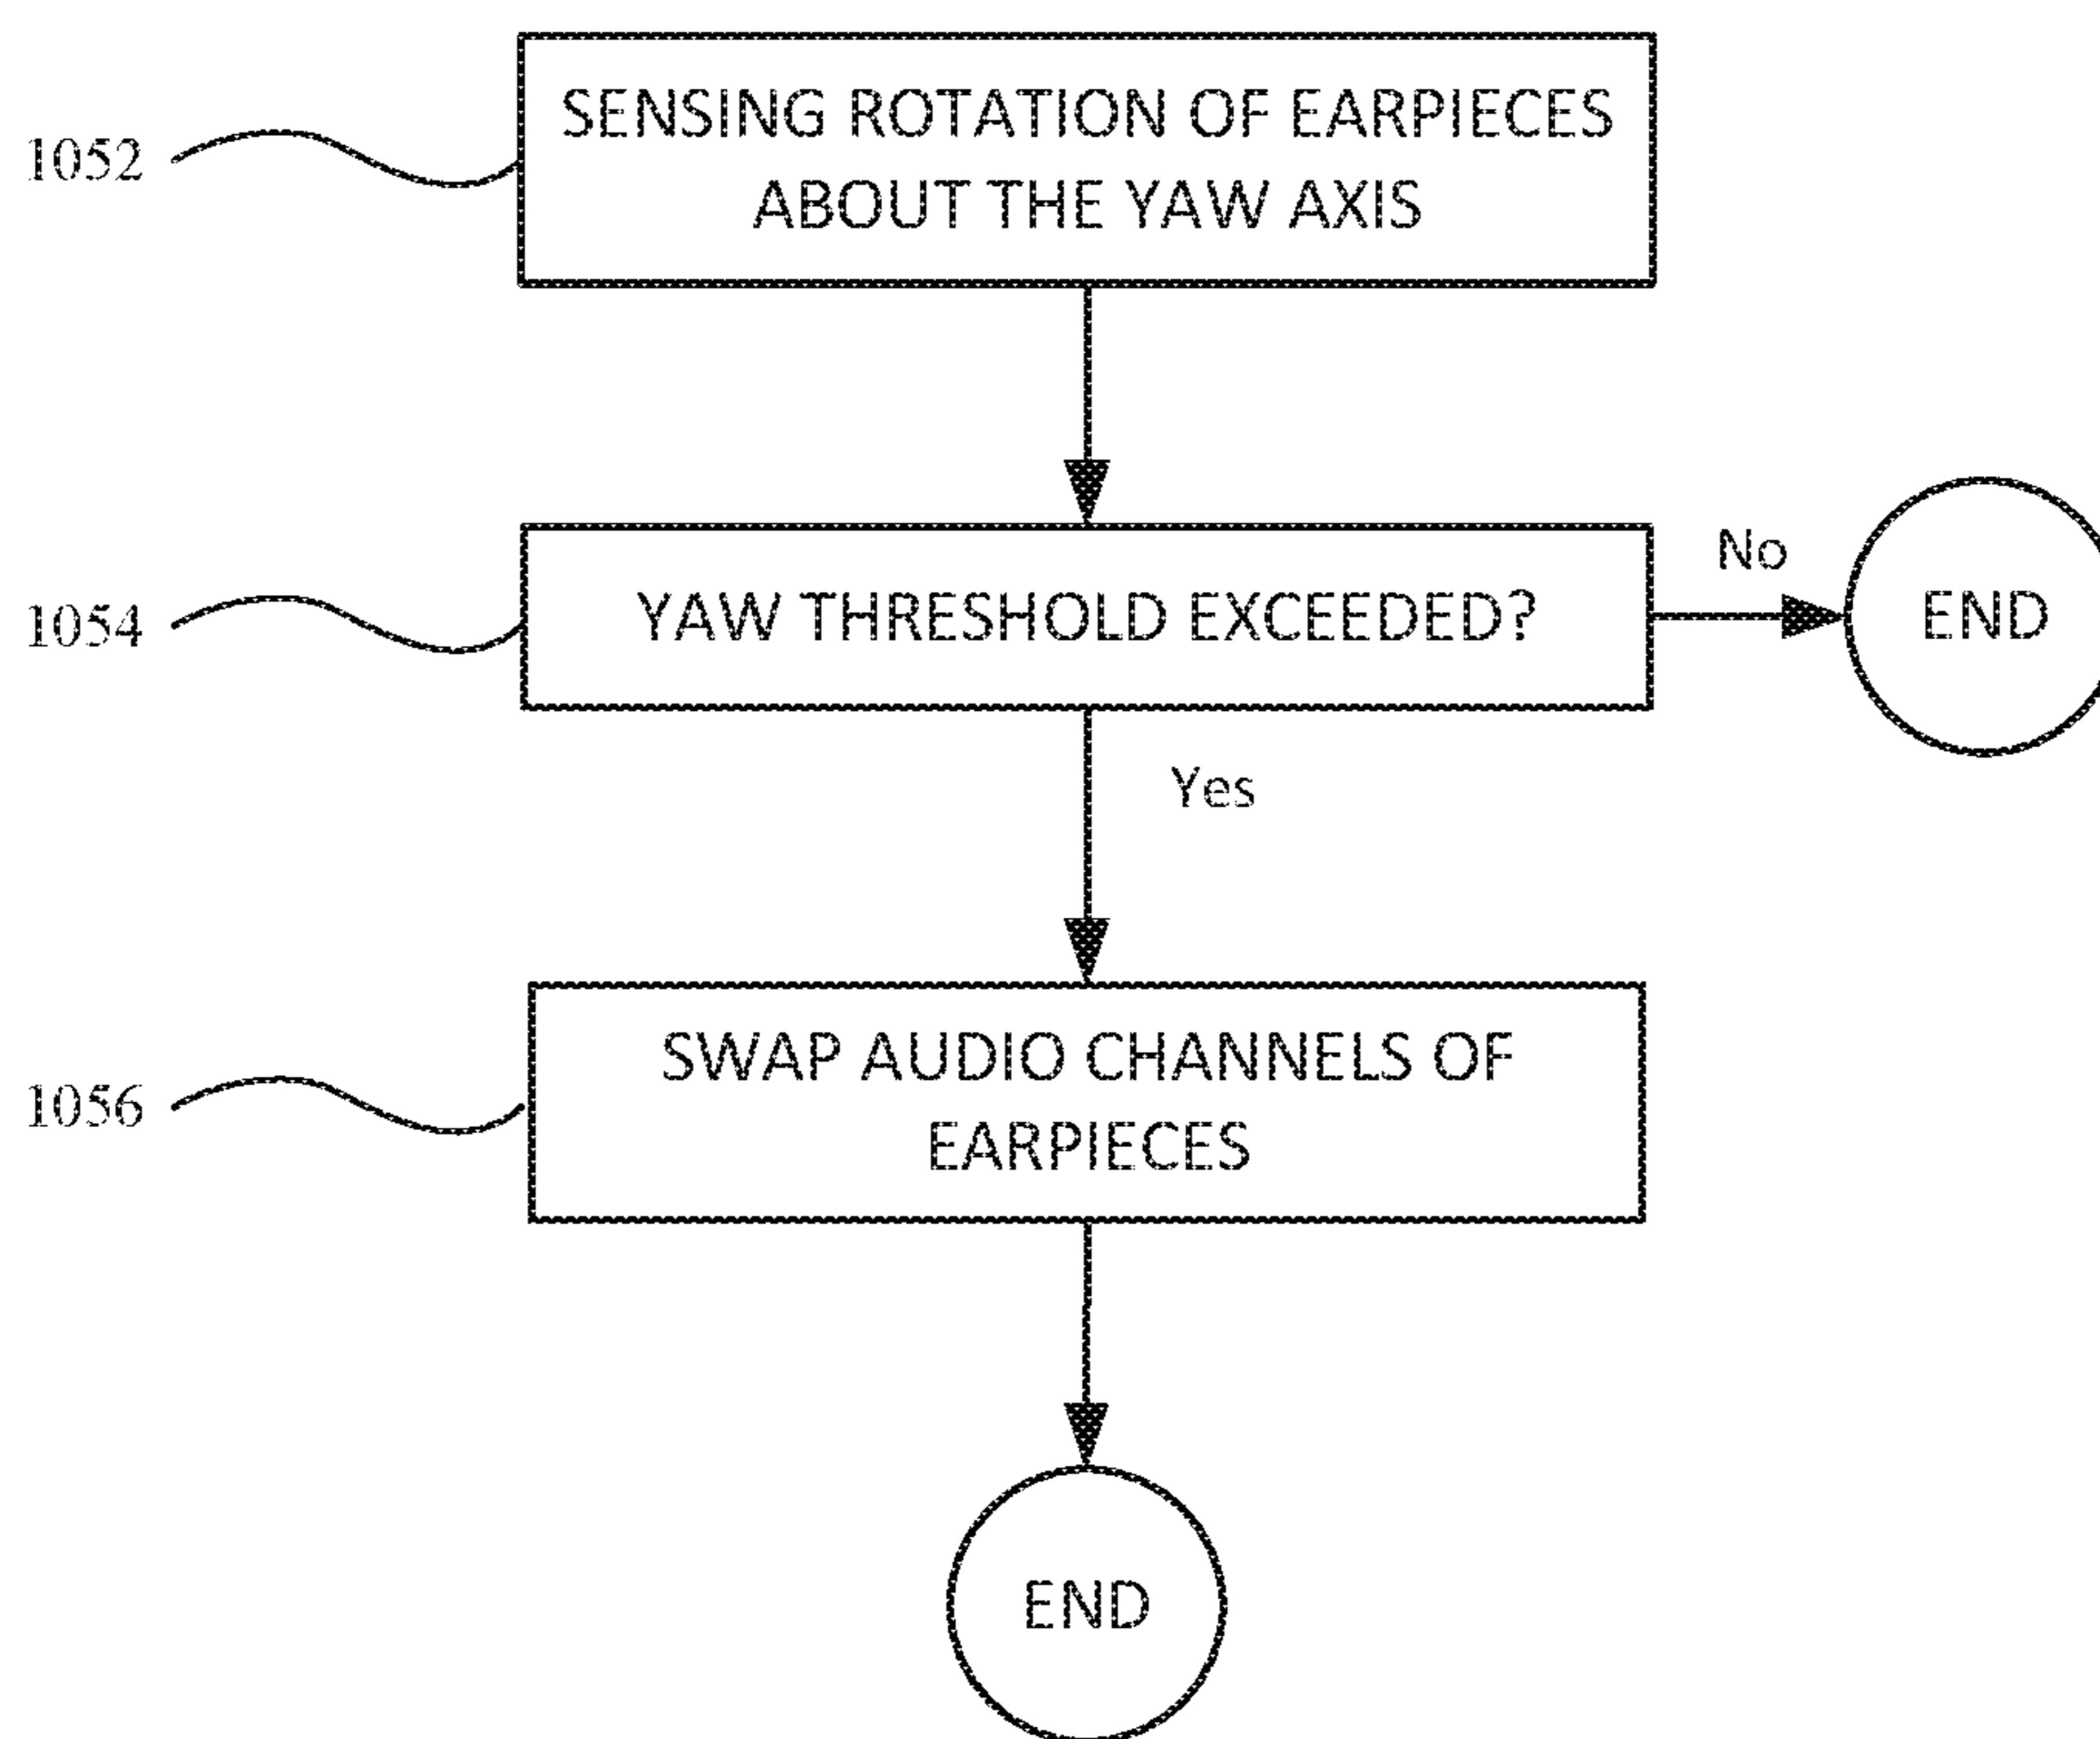 1052
SENSING ROTATION OF EARPIECES
ABOUT THE YAW AXIS
1054
YAW THRESHOLD EXCEEDED?
No
END
Yes
1056
SWAP AUDIO CHANNELS OF
EARPIECES
END